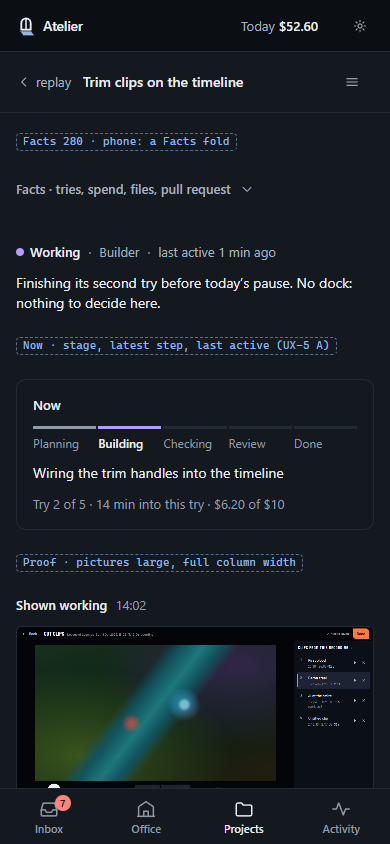 Atelier
Today $52.60
replay
Trim clips on the timeline
Facts 280 · phone: a Facts fold
Facts · tries, spend, files, pull request
Working · Builder · last active 1 min ago
Finishing its second try before today's pause. No dock:
nothing to decide here.
Now · stage, latest step, last active (UX-5 A)
Now
Planning
Building
Checking
Review
Done
Wiring the trim handles into the timeline
Try 2 of 5 · 14 min into this try · $6.20 of $10
Proof · pictures large, full column width
Shown working 14:02
Back
CUT CLIPS
7
Inbox
Office
Projects
Activity